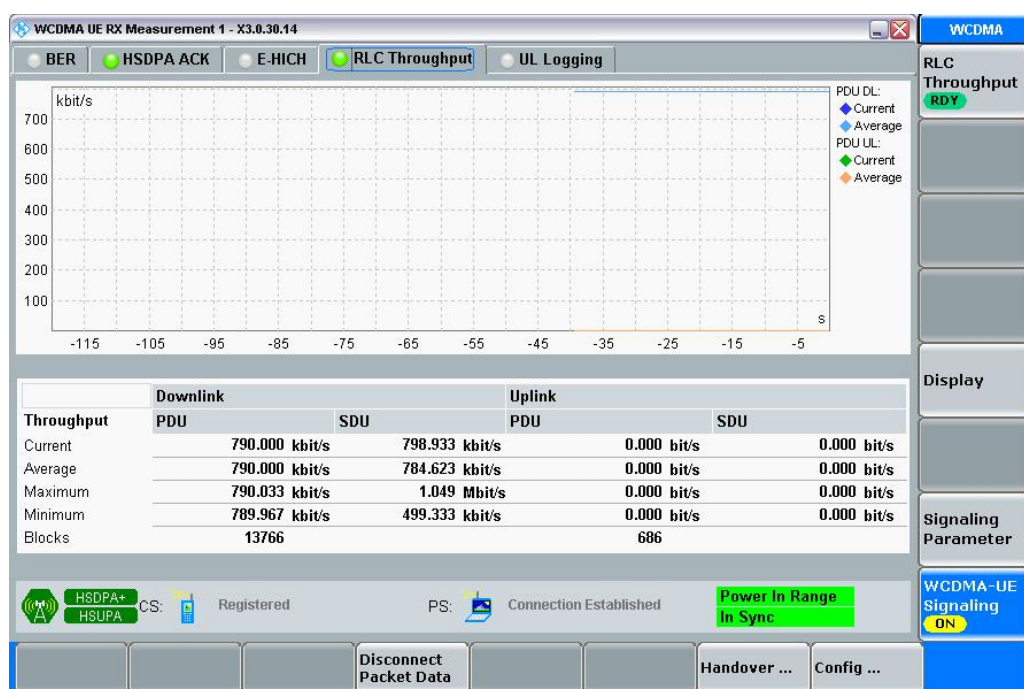 WCDMA UE RX Measurement 1 - X3.0.30.14
WCDMA
BER HSDPA ACK E-HICH RLC Throughput UL Logging
RLC
Throughput
RDY
kbit/s
700
600
500
400
300
200
100
s
-115 -105 -95 -85 -75 -65 -55 -45 -35 -25 -15 -5
PDU DL:
Current
Average
PDU UL:
Current
Average
Downlink Uplink
Throughput PDU SDU PDU SDU
Current 790.000 kbit/s 798.933 kbit/s 0.000 bit/s 0.000 bit/s
Average 790.000 kbit/s 784.623 kbit/s 0.000 bit/s 0.000 bit/s
Maximum 790.033 kbit/s 1.049 Mbit/s 0.000 bit/s 0.000 bit/s
Minimum 789.967 kbit/s 499.333 kbit/s 0.000 bit/s 0.000 bit/s
Blocks 13766 686
Display
Signaling
Parameter
WCDMA-UE
Signaling
ON
HSDPA+
HSUPA
CS: Registered PS: Connection Established
Power In Range
In Sync
Disconnect
Packet Data
Handover ... Config ...